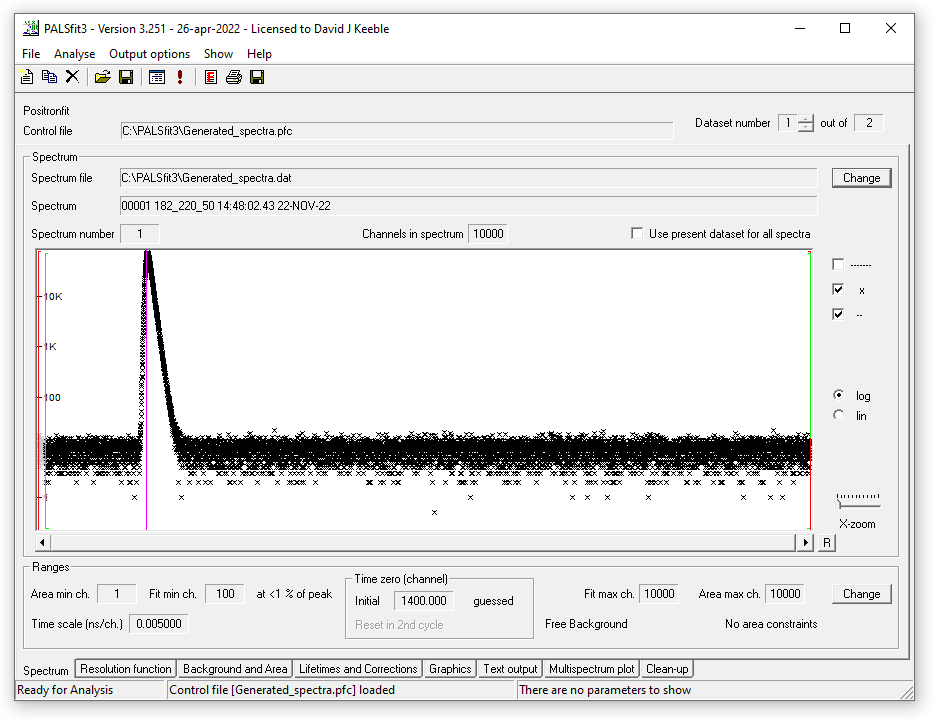 PALSfit3 - Version 3.251 - 26-apr-2022 - Licensed to David J Keeble
File Analyse Output options Show Help
Positronfit
Control file C:\PALSfit3\Generated_spectra.pfc Dataset number 1 out of 2
Spectrum
Spectrum file C:\PALSfit3\Generated_spectra.dat Change
Spectrum 00001 182_220_50 14:48:02.43 22-NOV-22
Spectrum number 1 Channels in spectrum 10000 Use present dataset for all spectra
-------
x
--
10K
1K
100
log
lin
X-zoom
R
Ranges
Area min ch. 1 Fit min ch. 100 at <1 % of peak Time zero (channel) Initial 1400.000 guessed Fit max ch. 10000 Area max ch. 10000 Change
Time scale (ns/ch.) 0.005000 Reset in 2nd cycle Free Background No area constraints
Spectrum Resolution function Background and Area Lifetimes and Corrections Graphics Text output Multispectrum plot Clean-up
Ready for Analysis Control file [Generated_spectra.pfc] loaded There are no parameters to show